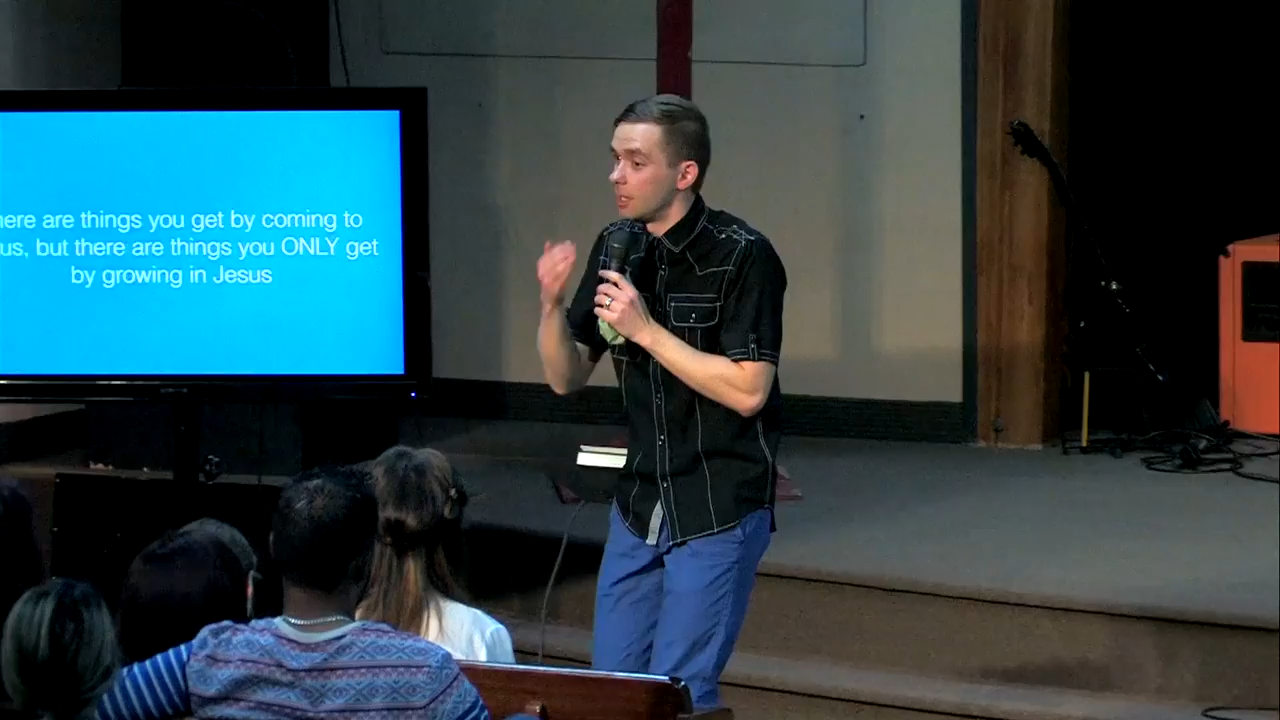 here are things you get by coming to
us, but there are things you ONLY get
by growing in Jesus